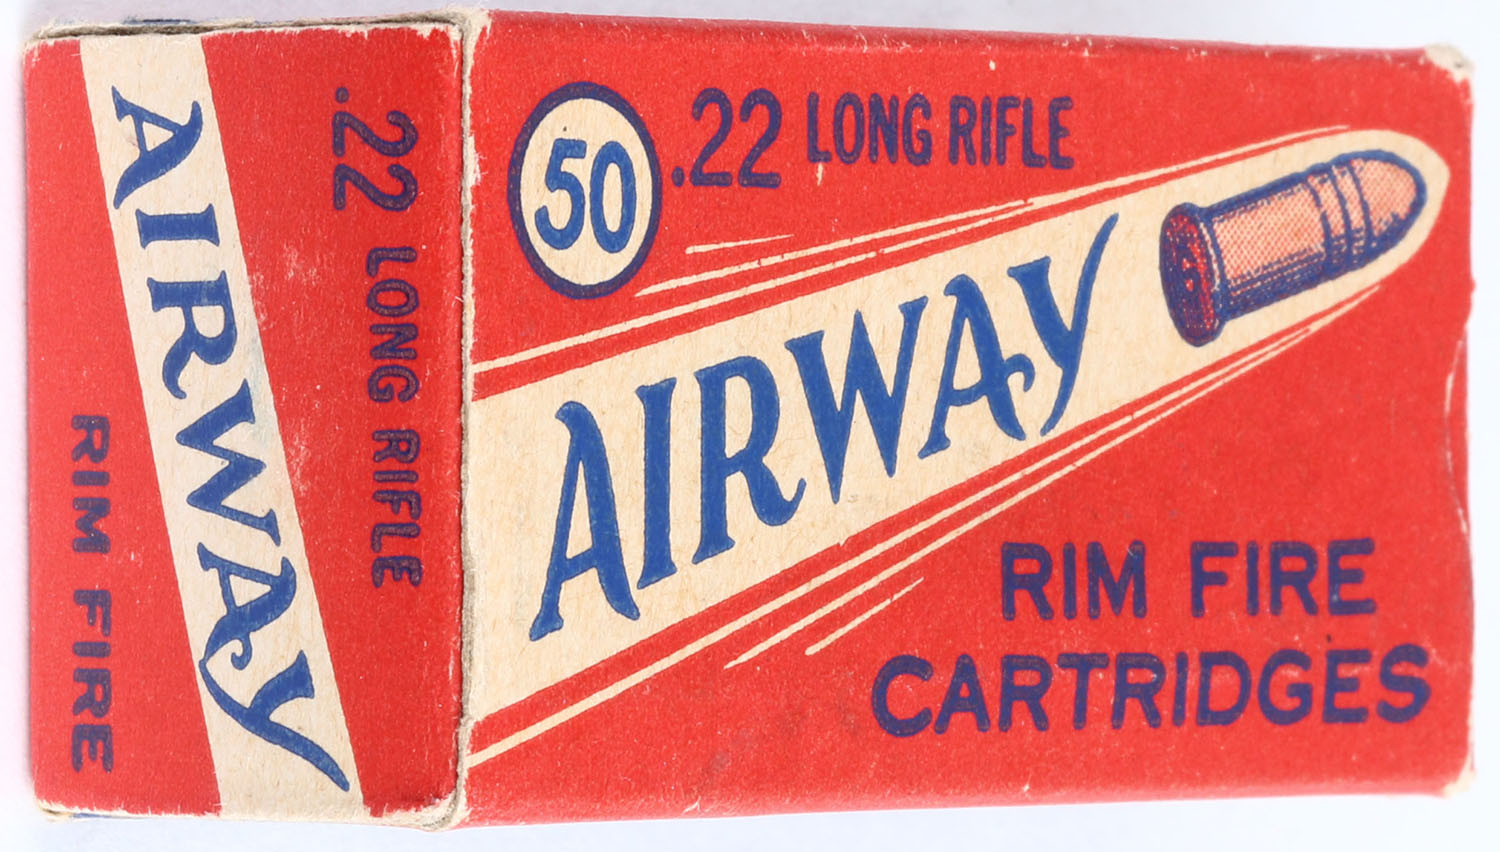 .22 LONG RIFLE
AIRWAY
RIM FIRE
50
.22 LONG RIFLE
AIRWAY
RIM FIRE
CARTRIDGES